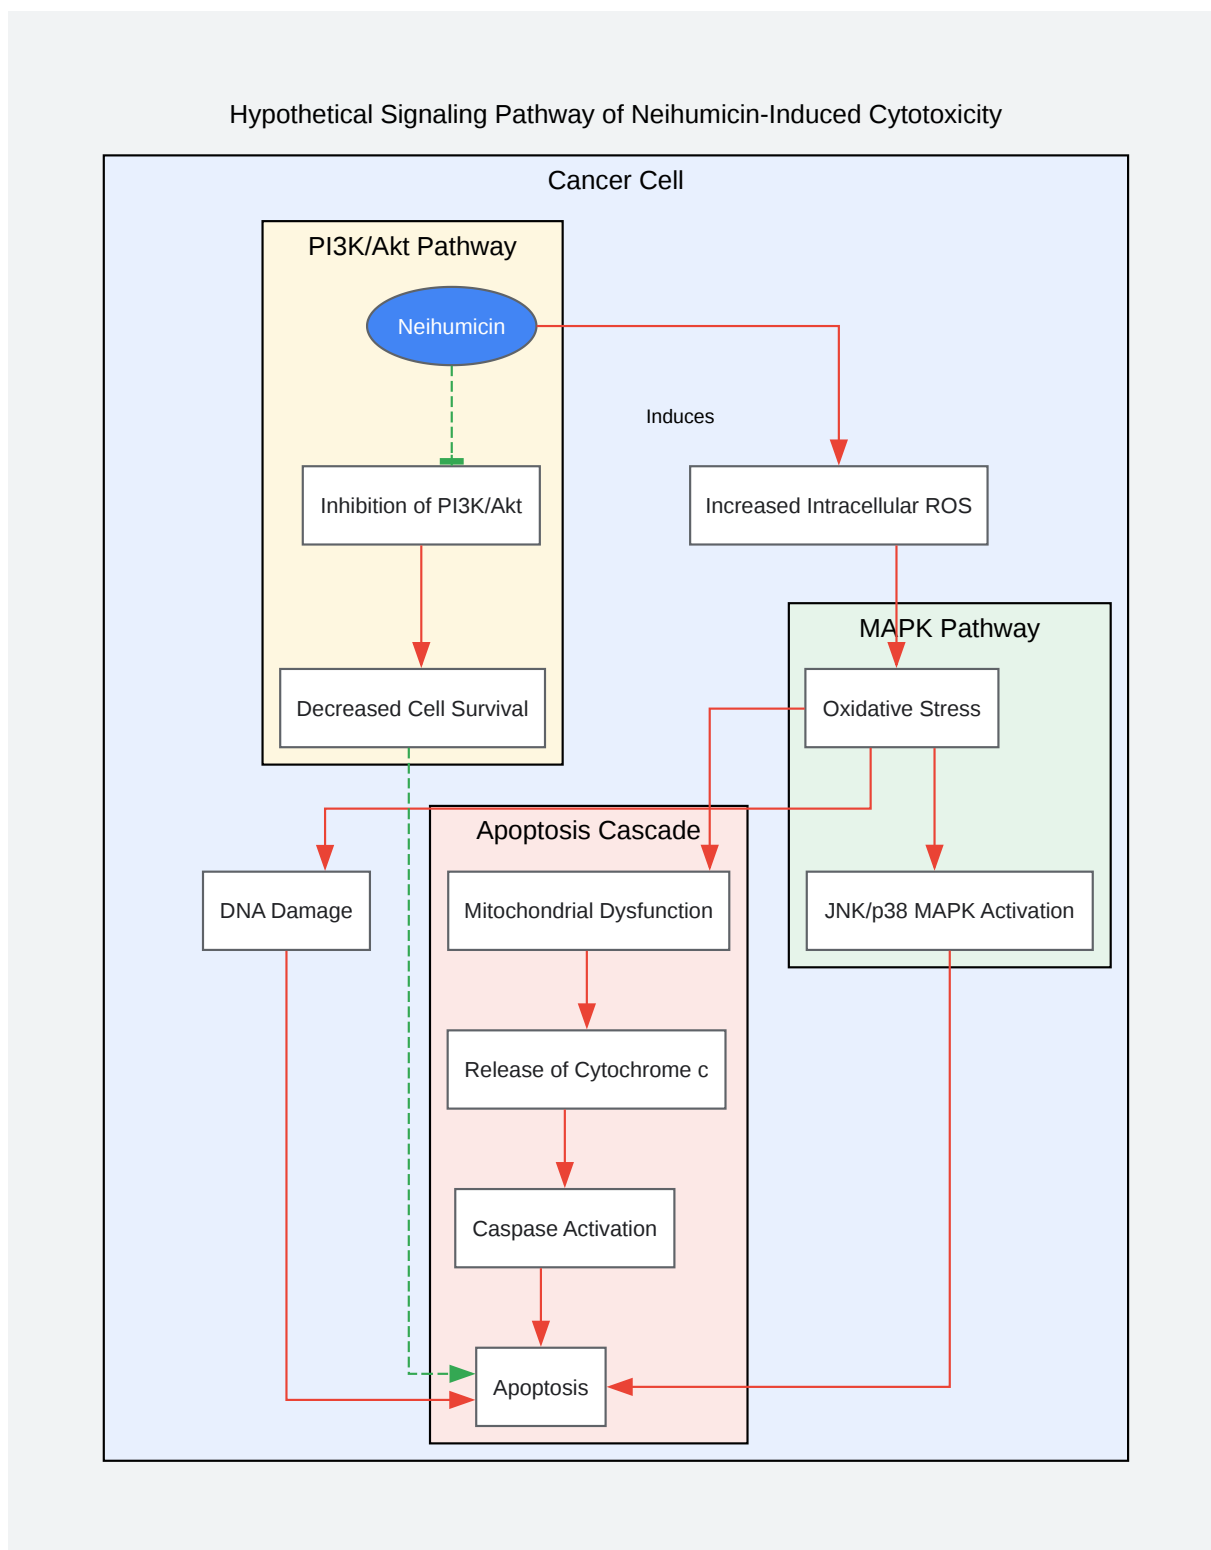 Hypothetical Signaling Pathway of Neihumicin-Induced Cytotoxicity
Cancer Cell
PI3K/Akt Pathway
Neihumicin
Induces
Inhibition of PI3K/Akt
Increased Intracellular ROS
MAPK Pathway
Decreased Cell Survival
Oxidative Stress
Apoptosis Cascade
DNA Damage
Mitochondrial Dysfunction
JNK/p38 MAPK Activation
Release of Cytochrome c
Caspase Activation
Apoptosis